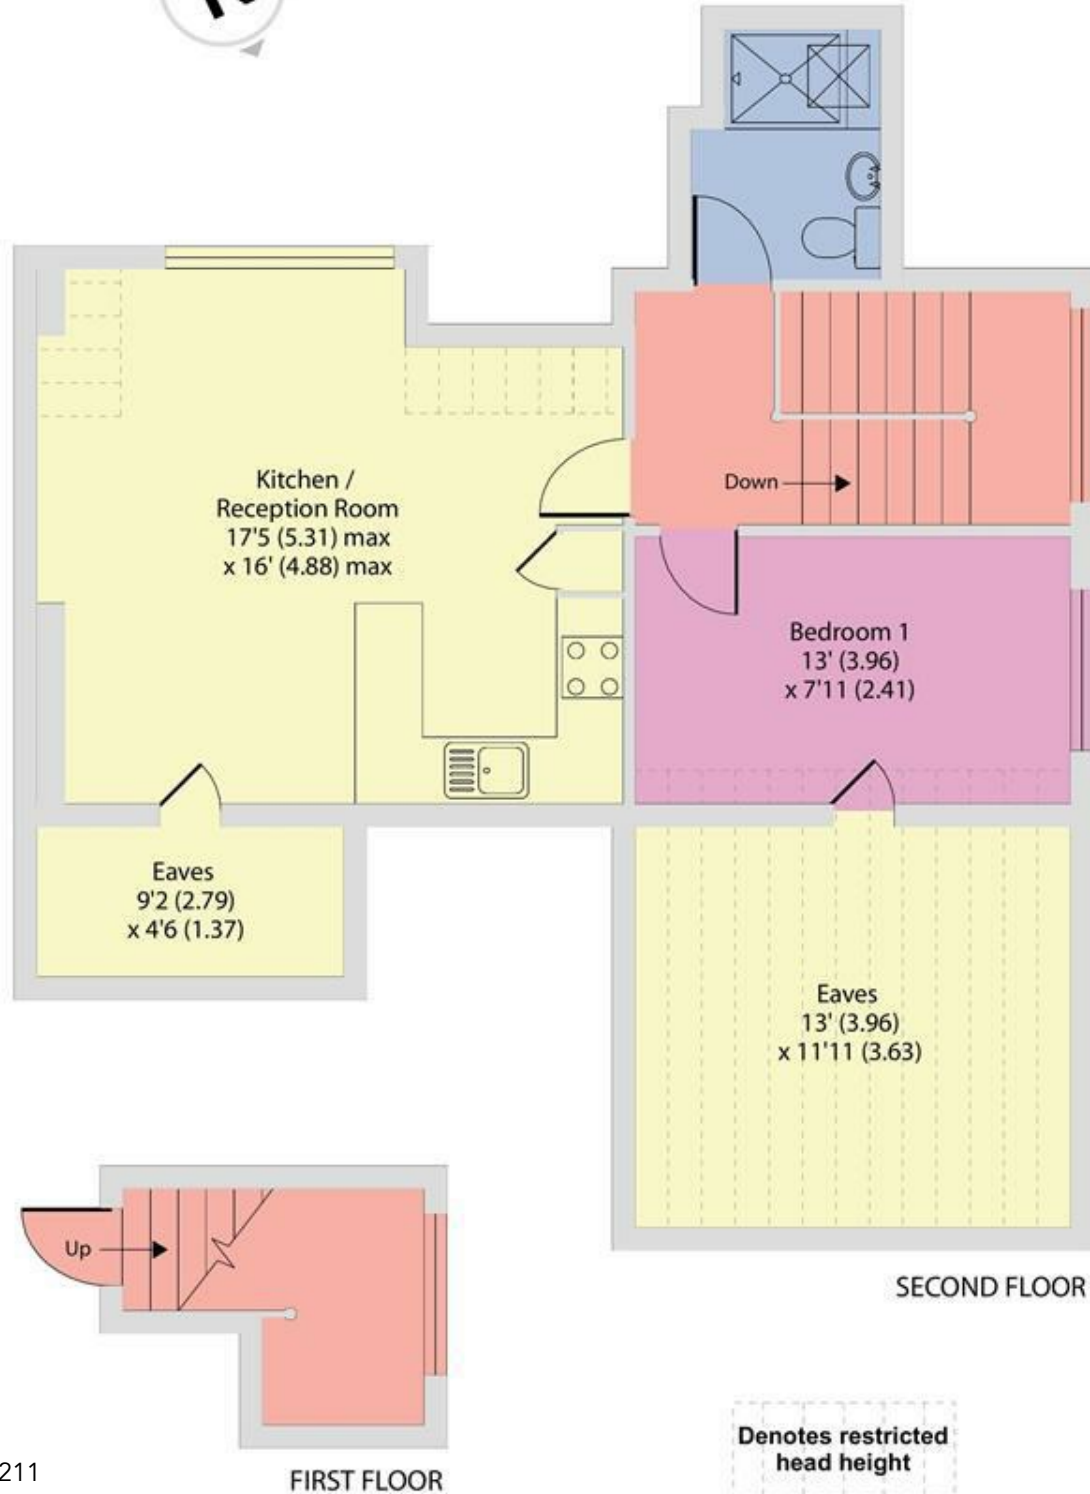 Kitchen /
Reception Room
17'5 (5.31) max
x 16' (4.88) max
Down
Bedroom 1
13' (3.96)
x 7'11 (2.41)
Eaves
9'2 (2.79)
x 4'6 (1.37)
Eaves
13' (3.96)
x 11'11 (3.63)
Up
SECOND FLOOR
Denotes restricted
head height
211
FIRST FLOOR